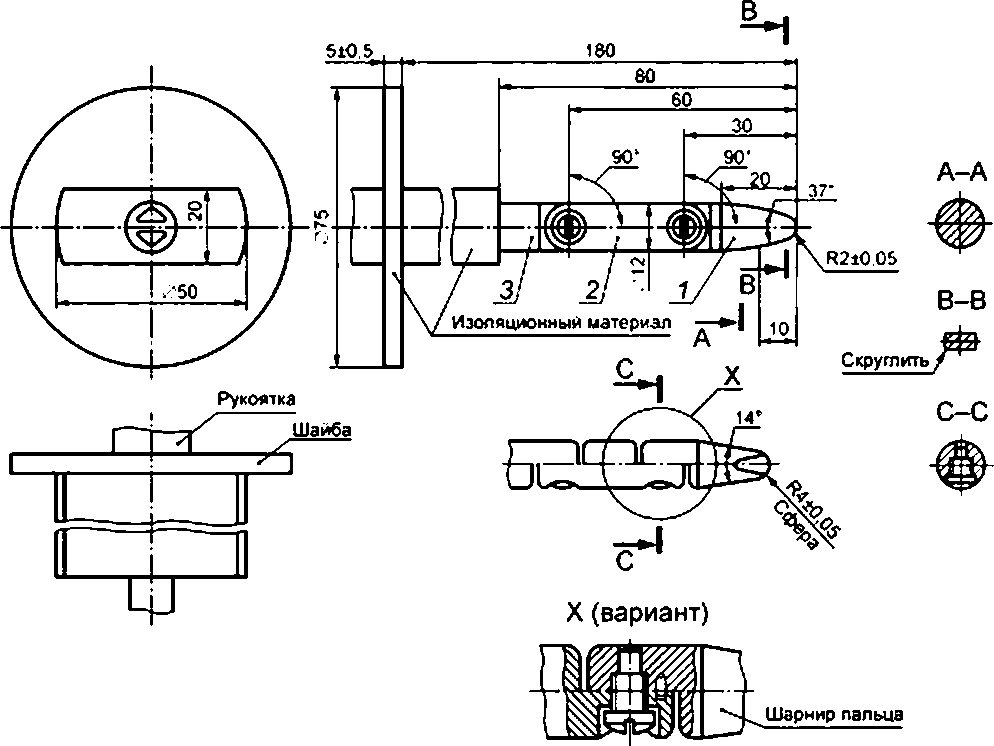 B
5±0,5
180
80
60
30
90°
90°
20
37°
A–A
20
∅75
12
R2±0,05
∅50
3
2
1
B
B–B
Изоляционный материал
A
10
Скруглить
C
X
Рукоятка
Шайба
14°
C–C
R4±0,05
Сфера
C
X (вариант)
Шарнир пальца